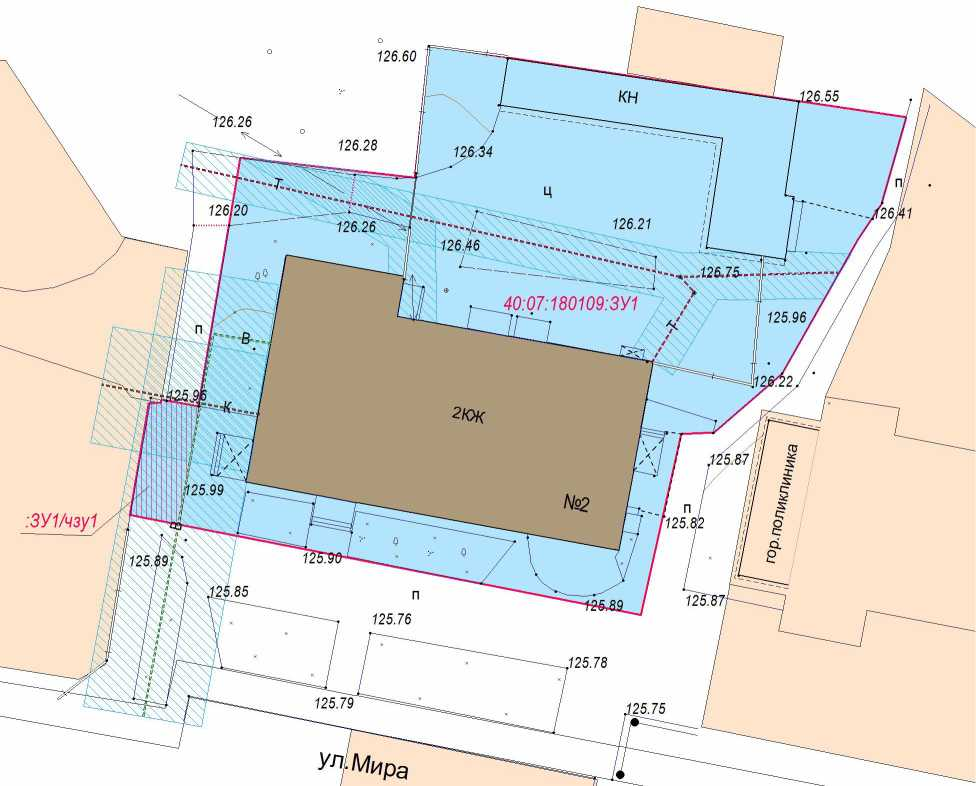 126.60
КН
126.55
126.26
126.28
126.34
Т
п
ц
126.20
126.26
126.21
126.41
126.46
126.75
40:07:180109:ЗУ1
125.96
п
В
Т
126.22
125.96
К
2КЖ
125.87
гор.поликлиника
125.99
№2
п
:ЗУ1/чзу1
В
125.82
125.89
125.90
125.85
п
125.89
125.87
125.76
125.78
125.79
125.75
ул.Мира